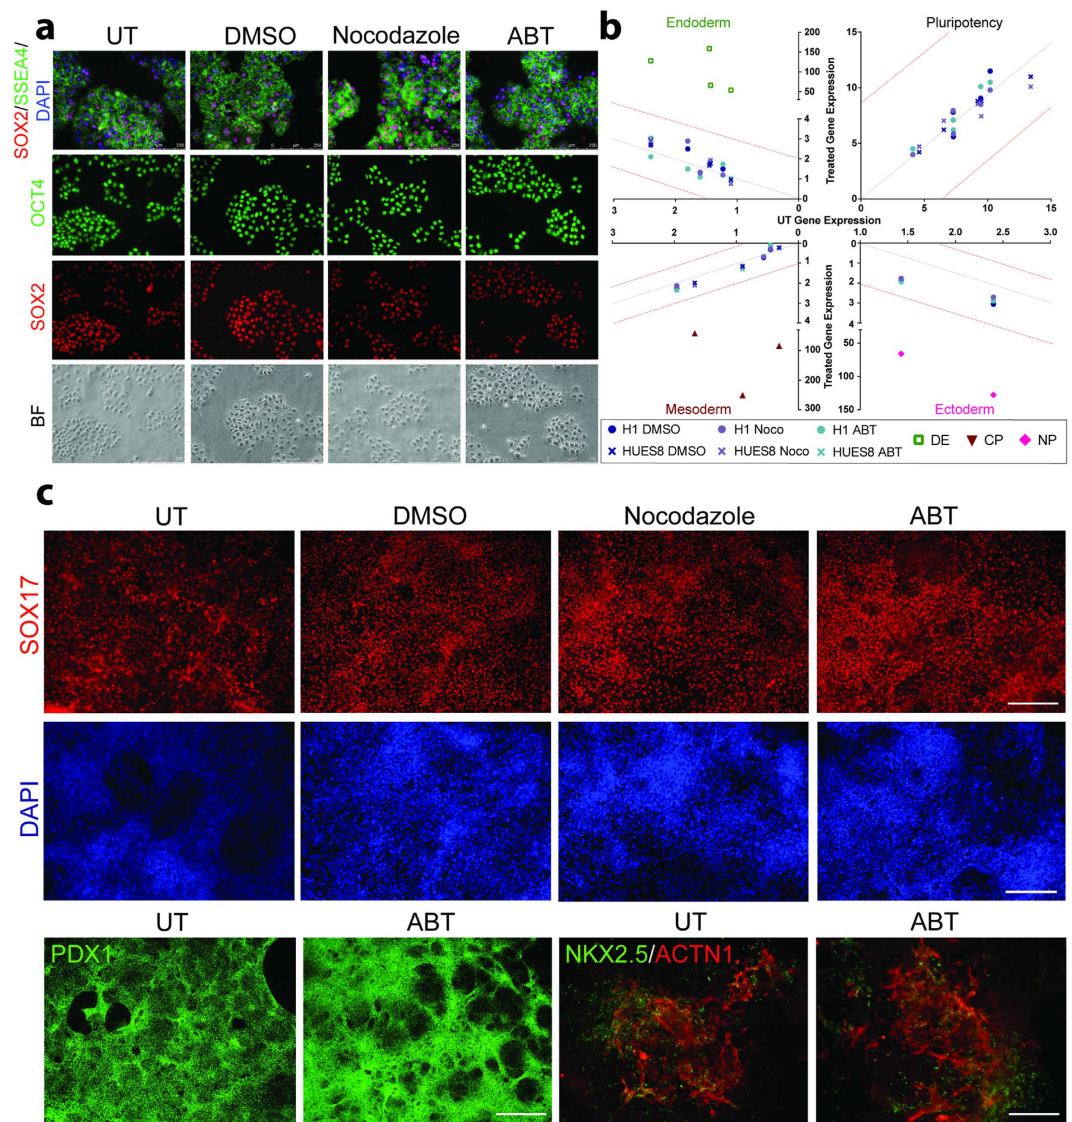 a
UT DMSO Nocodazole ABT
SOX2/SSEA4/
DAPI
OCT4
SOX2
BF
b
Endoderm
Pluripotency
200
150
100
50
4
3
2
1
0
3 2 1 0
15
10
5
0
0 5 10 15
Treated Gene Expression
UT Gene Expression
3 2 1 0
0
1
2
3
4
100
200
300
Mesoderm
1.0 1.5 2.0 2.5 3.0
0
1
2
3
4
50
100
150
Treated Gene Expression
Ectoderm
H1 DMSO H1 Noco H1 ABT DE CP NP
HUES8 DMSO HUES8 Noco HUES8 ABT
c
UT DMSO Nocodazole ABT
SOX17
DAPI
UT ABT UT ABT
PDX1 NKX2.5/ACTN1